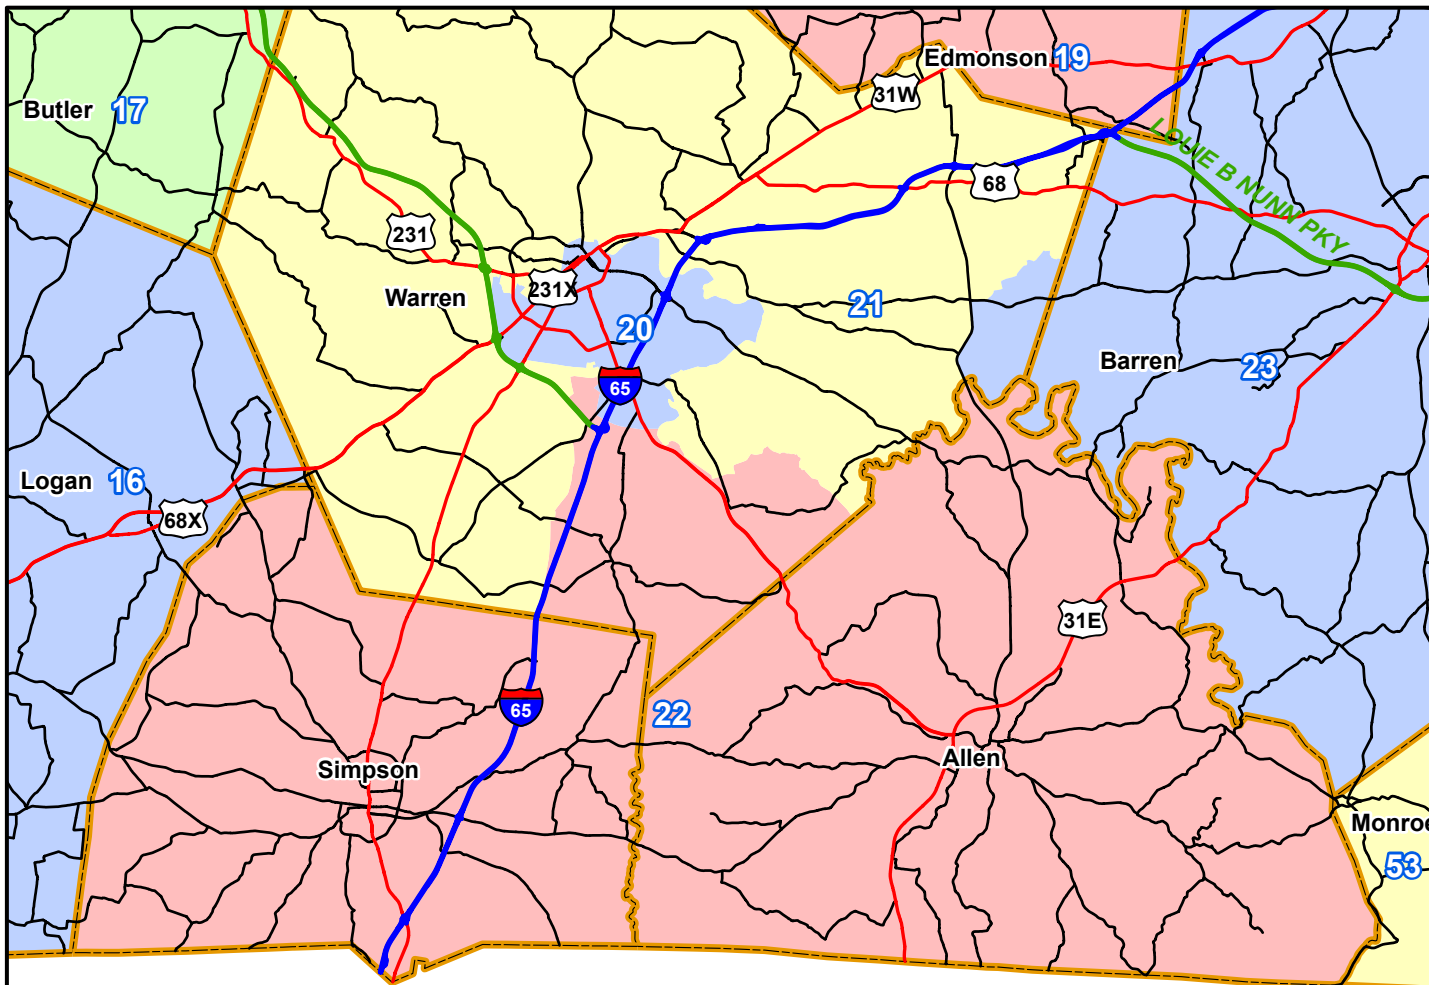 Edmonson 19
31W
Butler 17
LOUIE B NUNN PKY
68
231
231X
Warren
21
20
Barren 23
65
Logan 16
68X
31E
65
22
Simpson
Allen
Monroe
53